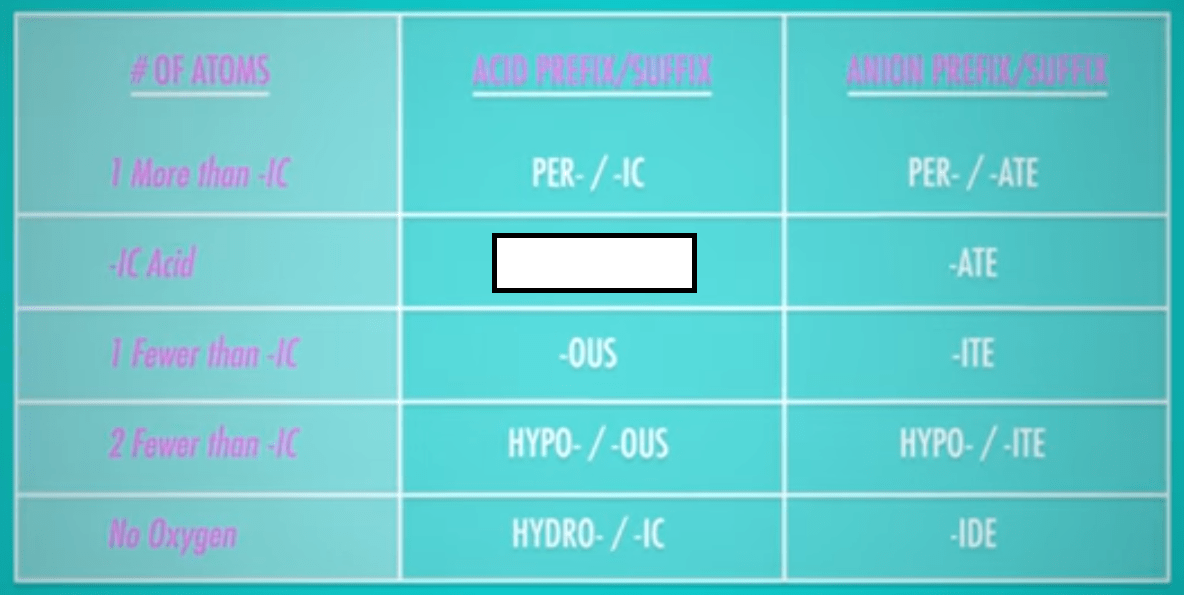 # OF ATOMS ACID PREFIX/SUFFIX ANION PREFIX/SUFFIX
1 More than -IC PER- / -IC PER- / -ATE
-IC Acid -ATE
1 Fewer than -IC -OUS -ITE
2 Fewer than -IC HYPO- / -OUS HYPO- / -ITE
No Oxygen HYDRO- / -IC -IDE